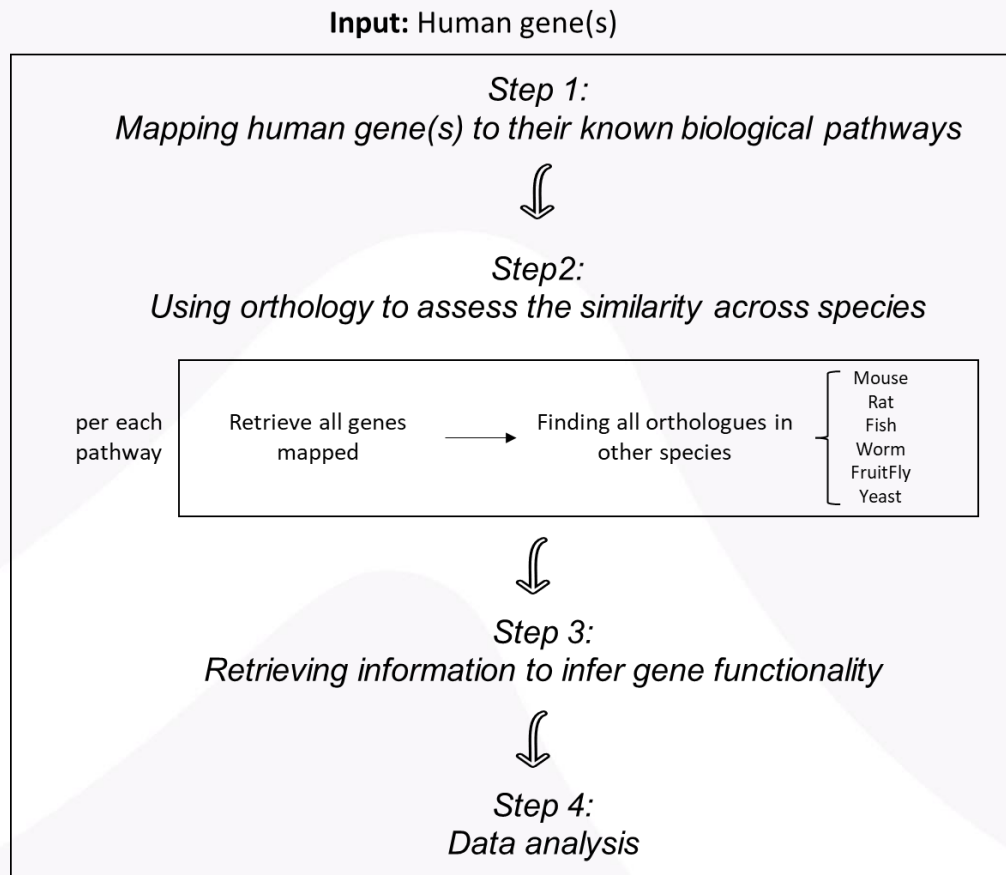 Input: Human gene(s)
Step 1:
Mapping human gene(s) to their known biological pathways
Step2:
Using orthology to assess the similarity across species
per each
pathway
Retrieve all genes
mapped
Finding all orthologues in
other species
Mouse
Rat
Fish
Worm
FruitFly
Yeast
Step 3:
Retrieving information to infer gene functionality
Step 4:
Data analysis